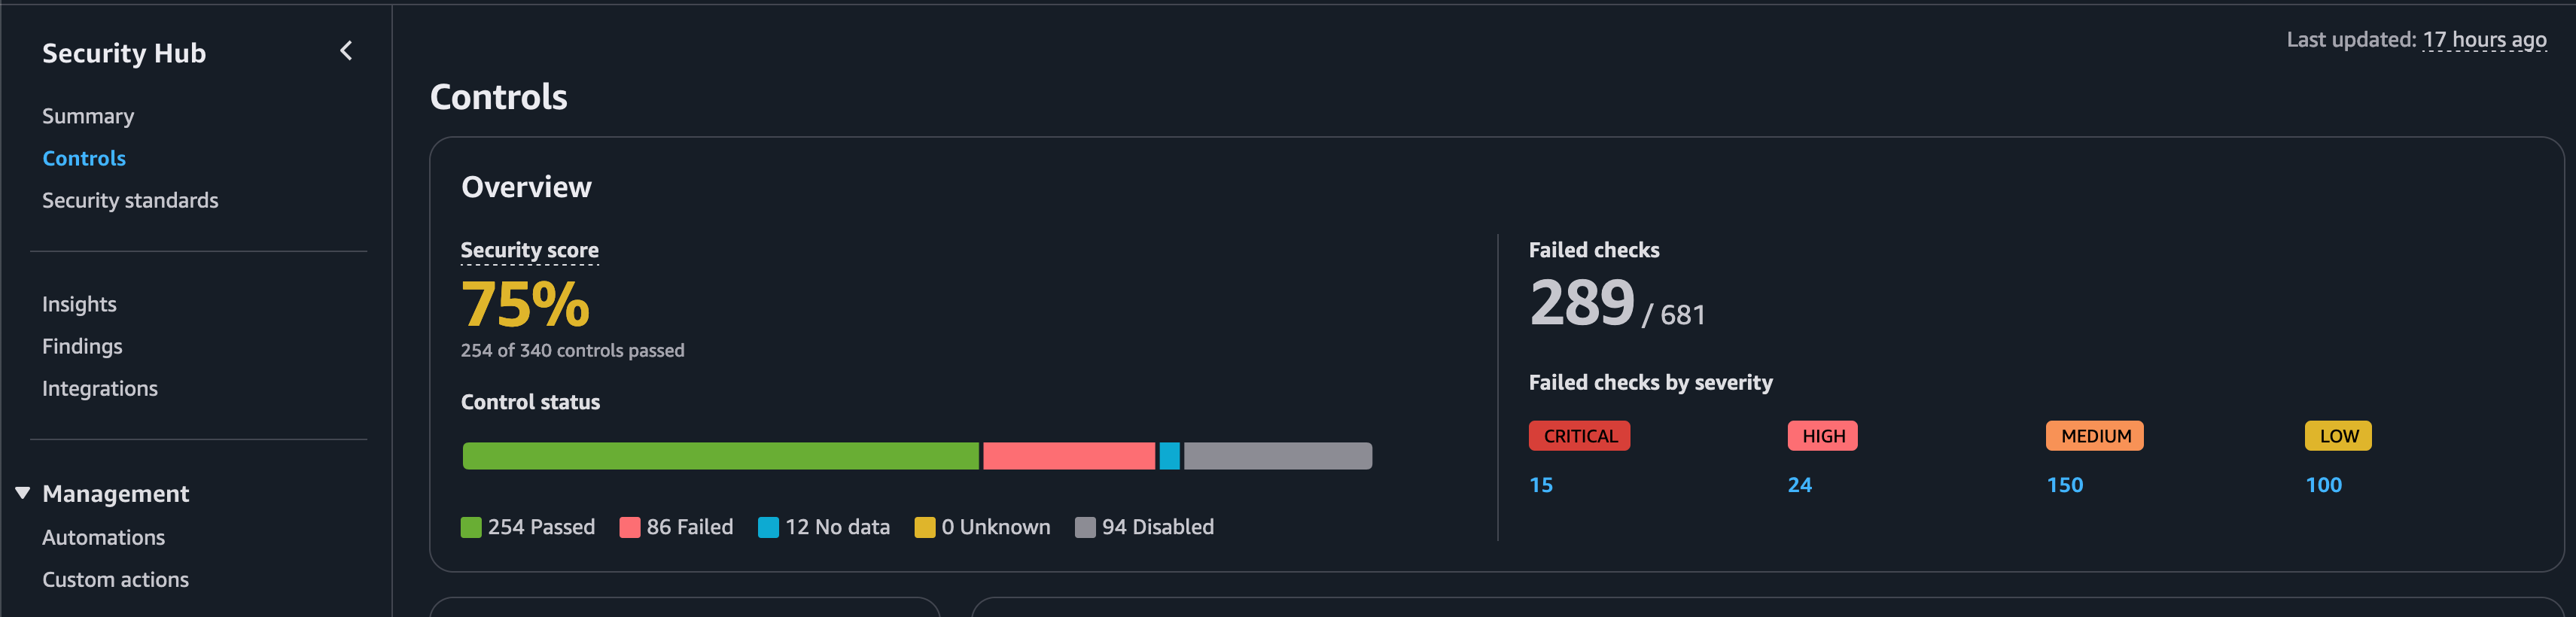 Security Hub
Summary
Controls
Security standards
Insights
Findings
Integrations
Management
Automations
Custom actions
Last updated: 17 hours ago
Controls
Overview
Security score
75%
254 of 340 controls passed
Control status
254 Passed 86 Failed 12 No data 0 Unknown 94 Disabled
Failed checks
289 / 681
Failed checks by severity
CRITICAL HIGH MEDIUM LOW
15 24 150 100